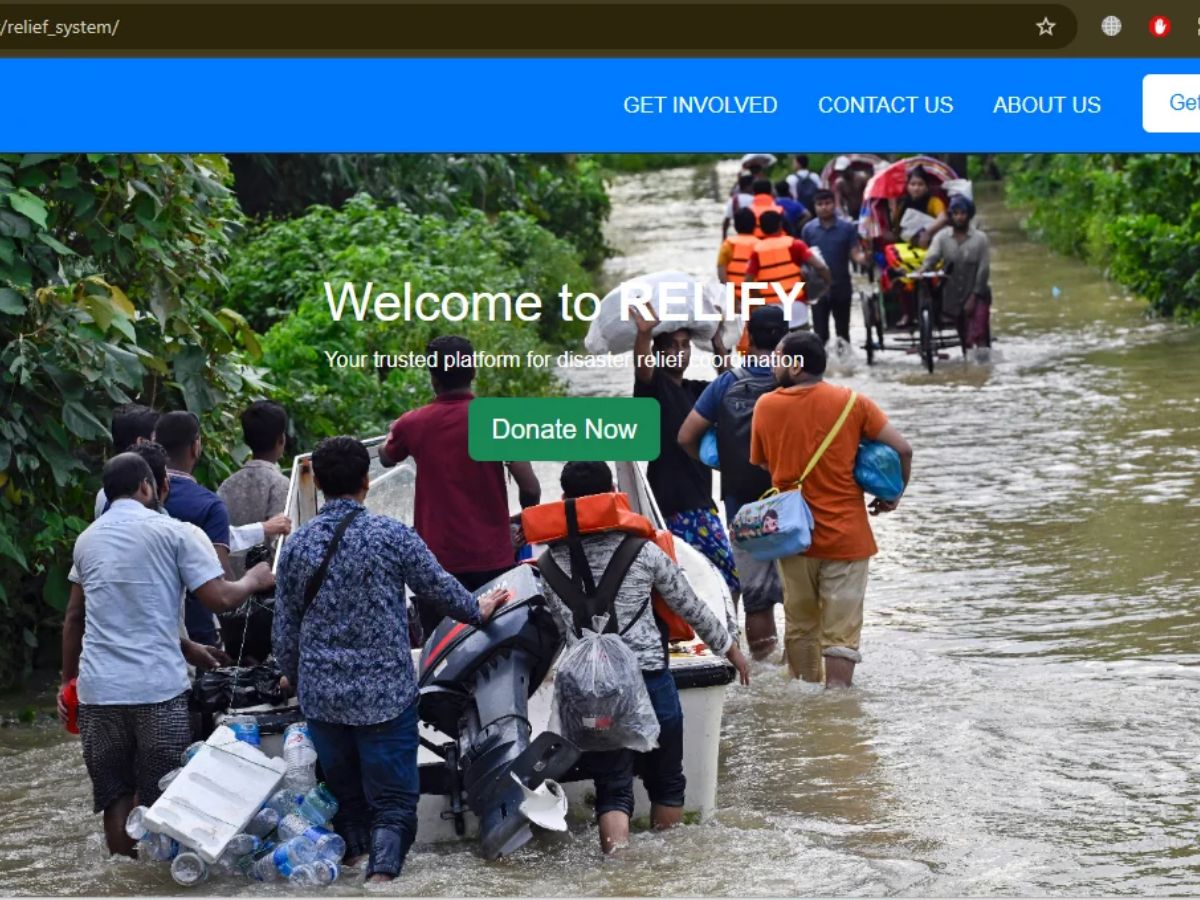 /relief_system/
GET INVOLVED CONTACT US ABOUT US Get
Welcome to RELIFY
Your trusted platform for disaster relief coordination
Donate Now